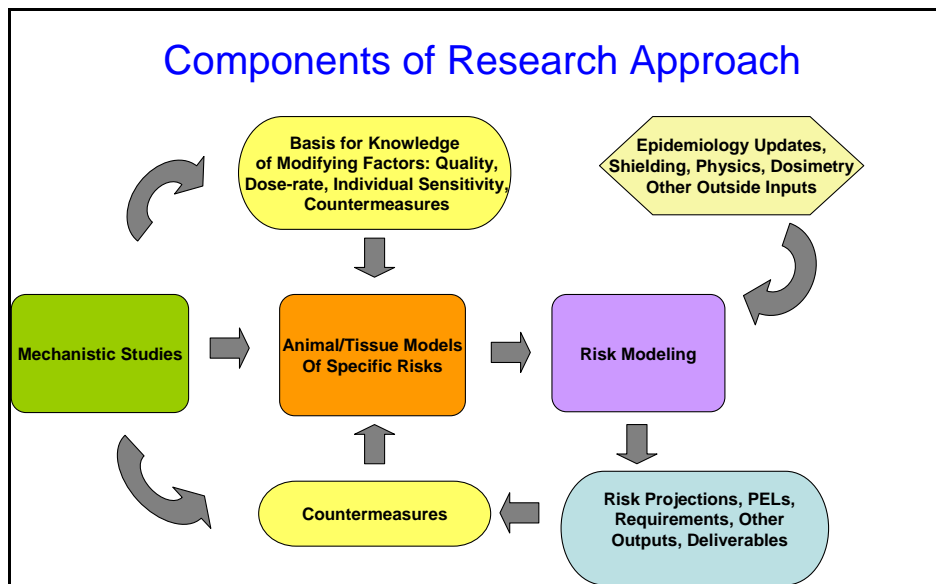 Components of Research Approach
Basis for Knowledge
of Modifying Factors: Quality,
Dose-rate, Individual Sensitivity,
Countermeasures
Epidemiology Updates,
Shielding, Physics, Dosimetry
Other Outside Inputs
Mechanistic Studies
Animal/Tissue Models
Of Specific Risks
Risk Modeling
Countermeasures
Risk Projections, PELs,
Requirements, Other
Outputs, Deliverables